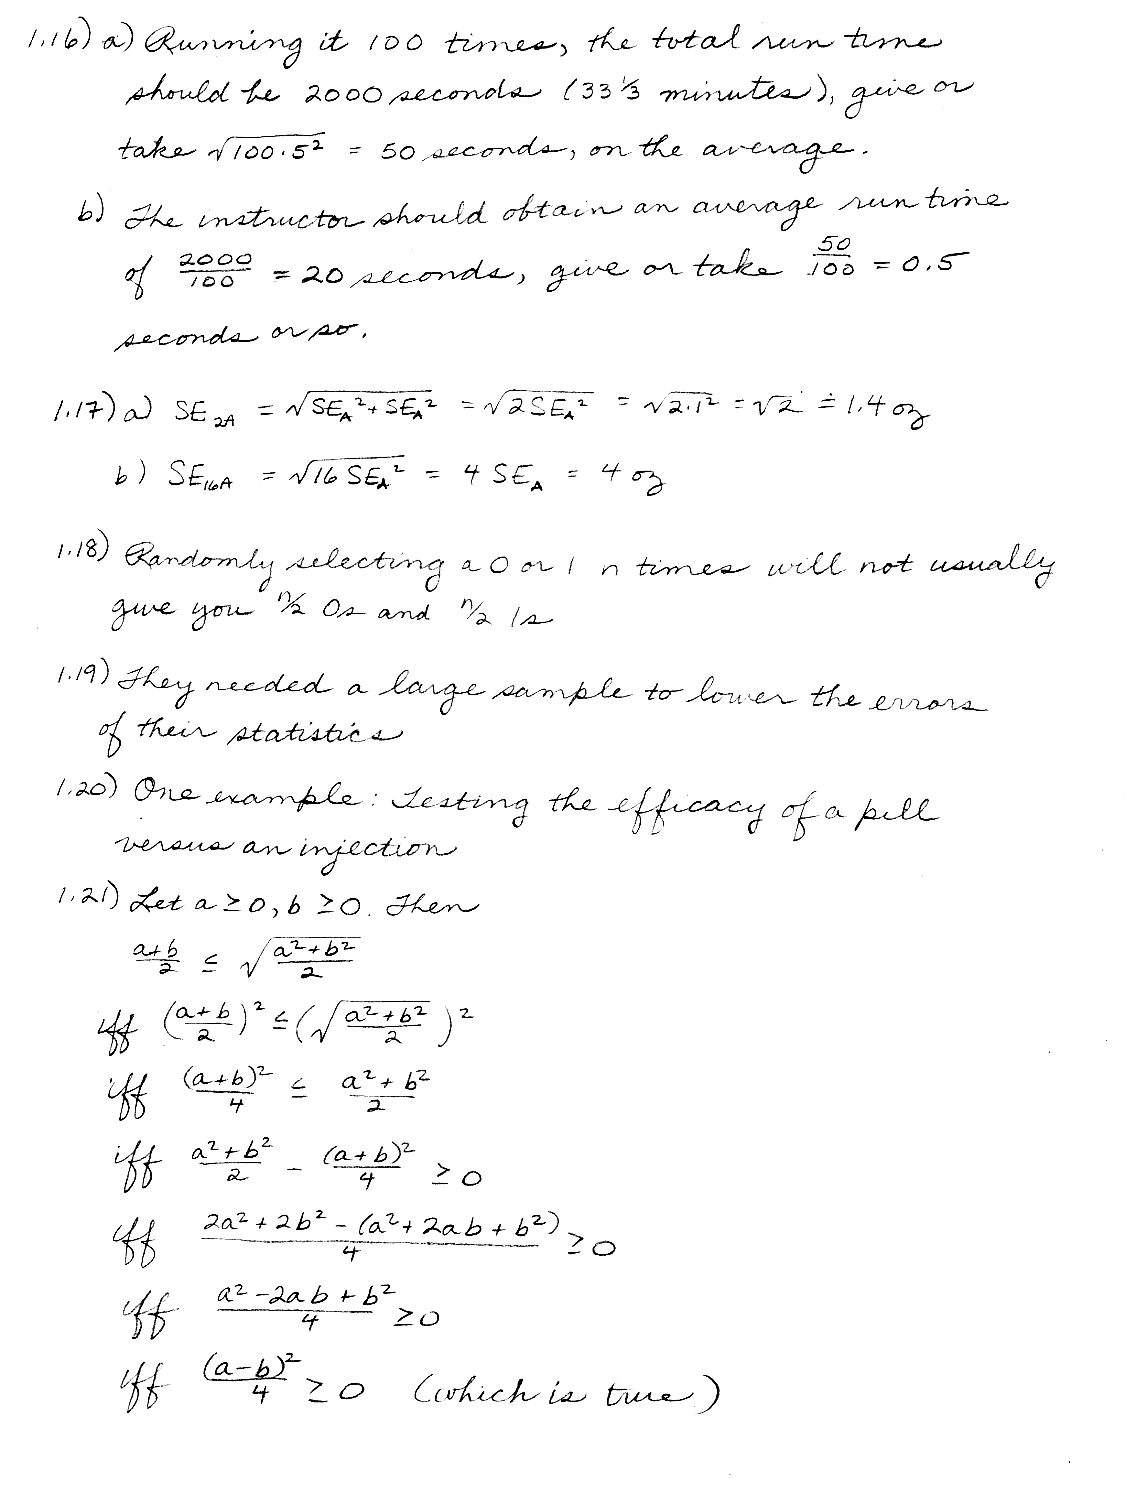 1.16) a) Running it 100 times, the total run time
should be 2000 seconds (33 1/3 minutes), give or
take √(100·5²) = 50 seconds, on the average.
b) The instructor should obtain an average run time
of 2000/100 = 20 seconds, give or take 50/100 = 0.5
seconds or so.
1.17) a) SE₂A = √(SE_A² + SE_A²) = √(2SE_A²) = √(2·1²) = √2 ≐ 1.4 oz
b) SE₁₆A = √(16 SE_A²) = 4 SE_A = 4 oz
1.18) Randomly selecting a 0 or 1 n times will not usually
give you n/2 0s and n/2 1s
1.19) They needed a large sample to lower the errors
of their statistics
1.20) One example: Testing the efficacy of a pill
versus an injection
1.21) Let a ≥ 0, b ≥ 0. Then
(a+b)/2 ≤ √((a²+b²)/2)
iff ((a+b)/2)² ≤ (√((a²+b²)/2))²
iff (a+b)²/4 ≤ (a²+b²)/2
iff (a²+b²)/2 − (a+b)²/4 ≥ 0
iff (2a²+2b²−(a²+2ab+b²))/4 ≥ 0
iff (a²−2ab+b²)/4 ≥ 0
iff (a−b)²/4 ≥ 0 (which is true)